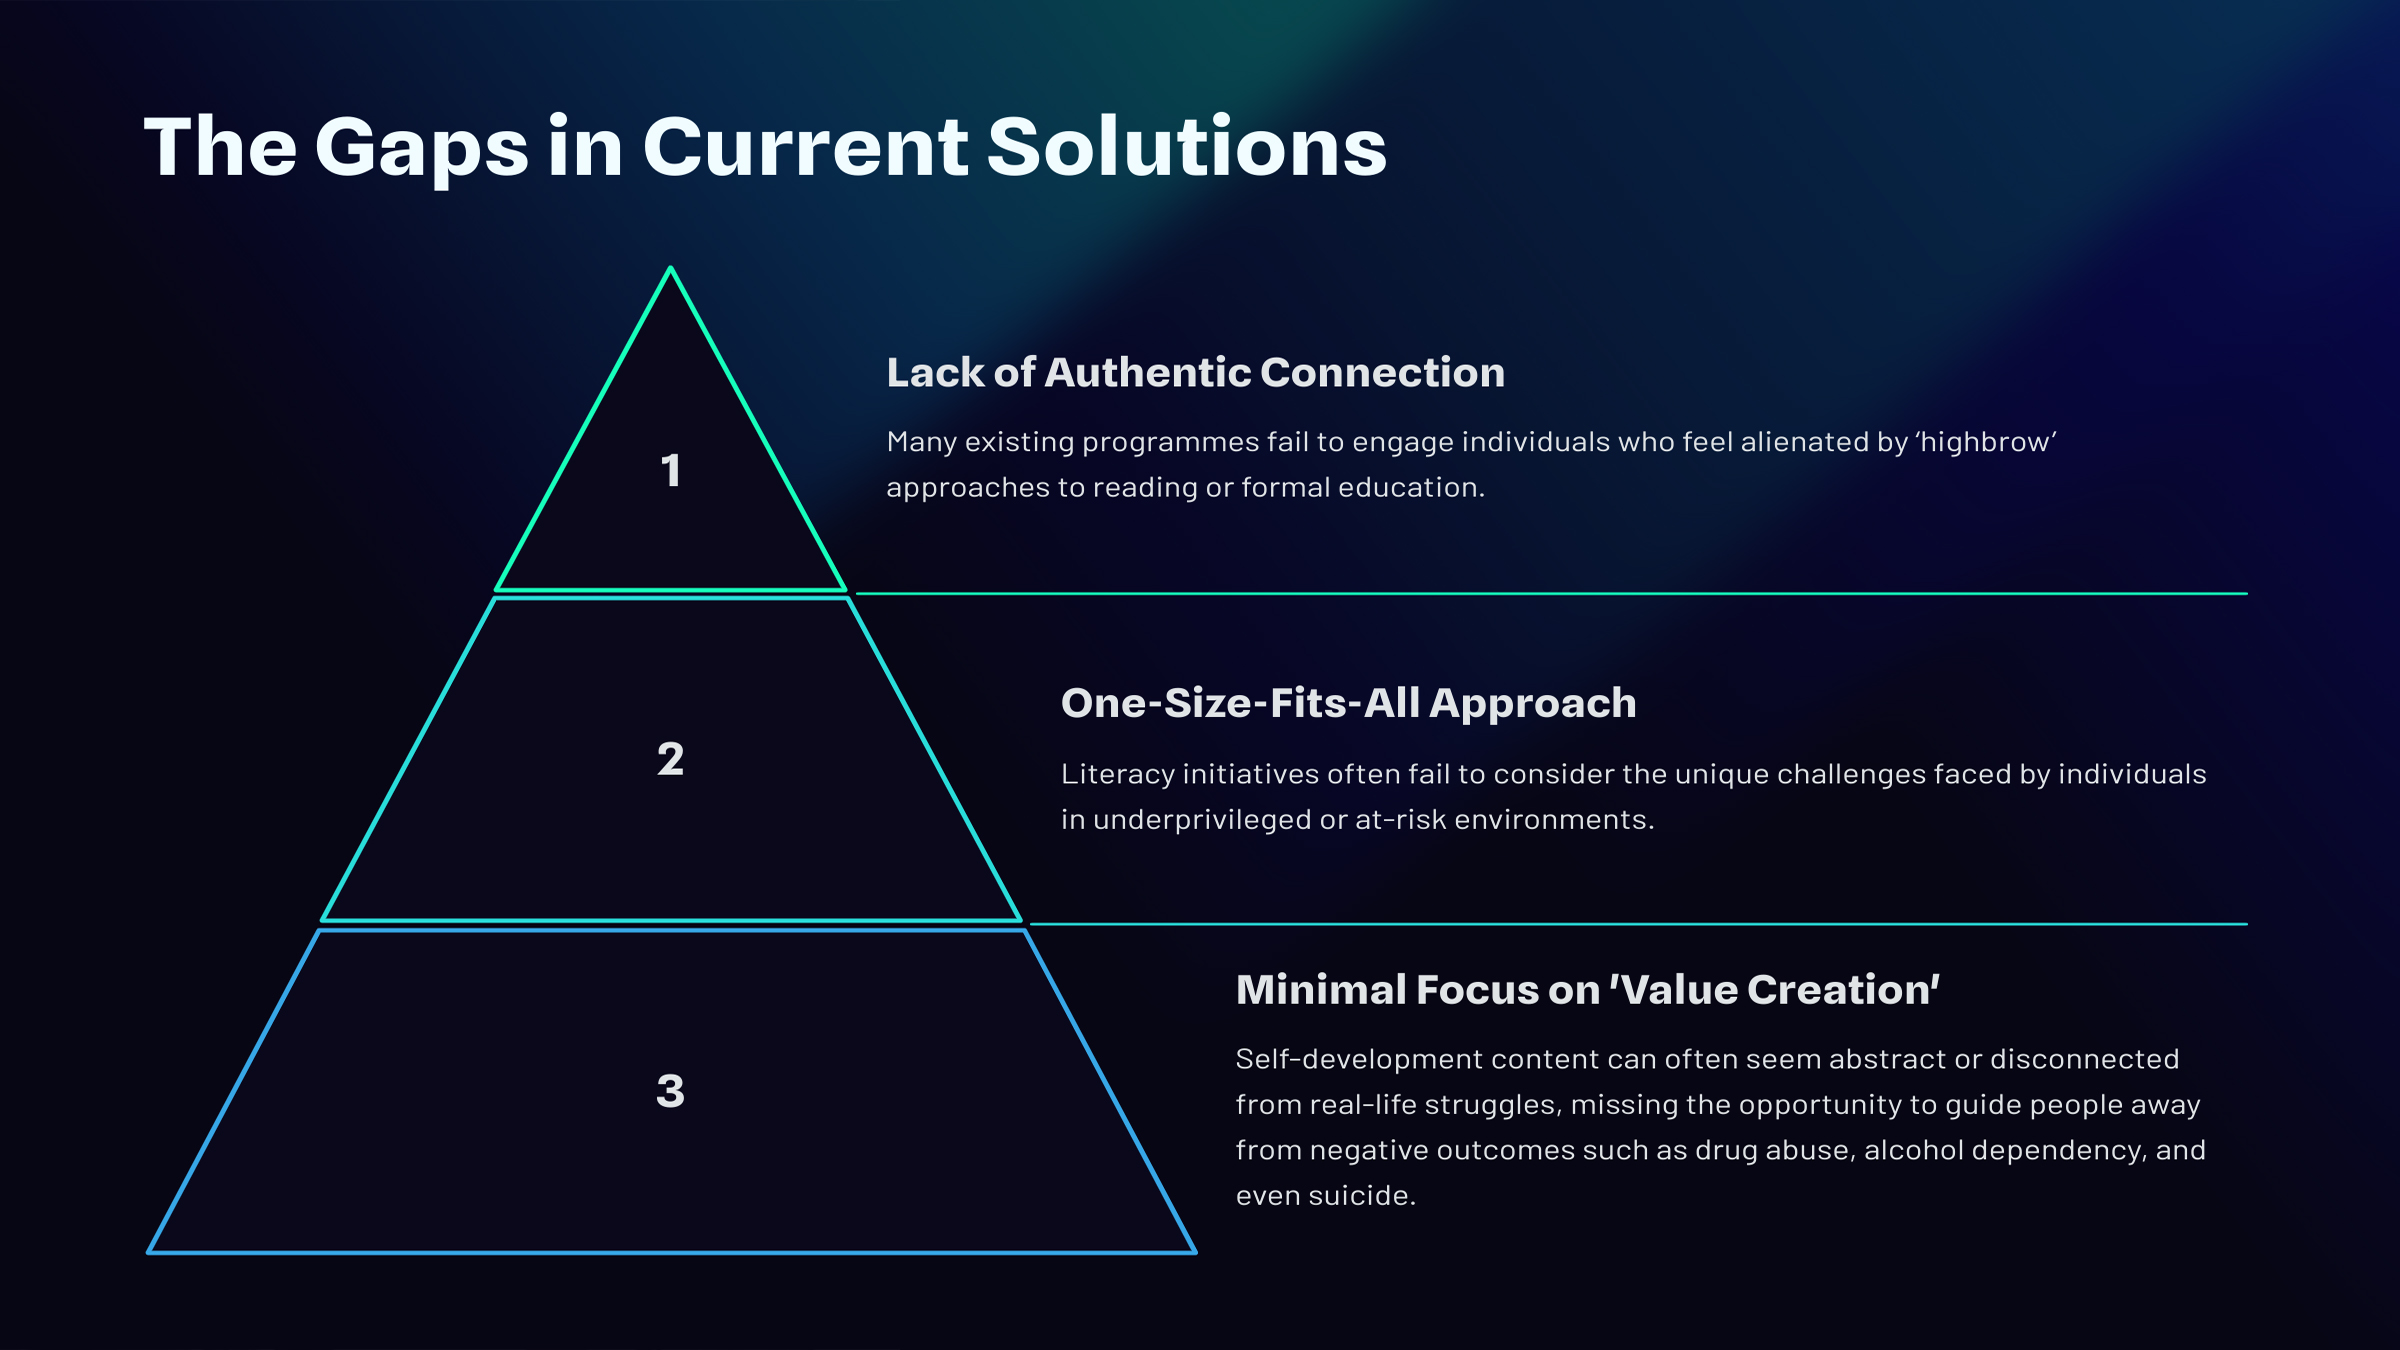 The Gaps in Current Solutions
1
Lack of Authentic Connection
Many existing programmes fail to engage individuals who feel alienated by ‘highbrow’
approaches to reading or formal education.
2
One-Size-Fits-All Approach
Literacy initiatives often fail to consider the unique challenges faced by individuals
in underprivileged or at-risk environments.
3
Minimal Focus on 'Value Creation'
Self-development content can often seem abstract or disconnected
from real-life struggles, missing the opportunity to guide people away
from negative outcomes such as drug abuse, alcohol dependency, and
even suicide.